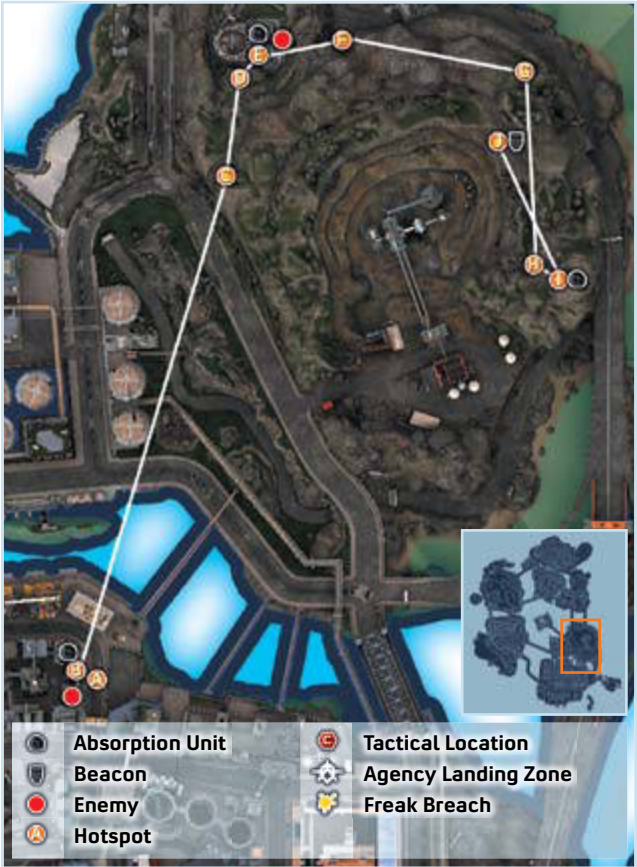 E
F
D
G
J
C
H
I
B
A
Absorption Unit
Beacon
Enemy
A Hotspot
Tactical Location
Agency Landing Zone
Freak Breach